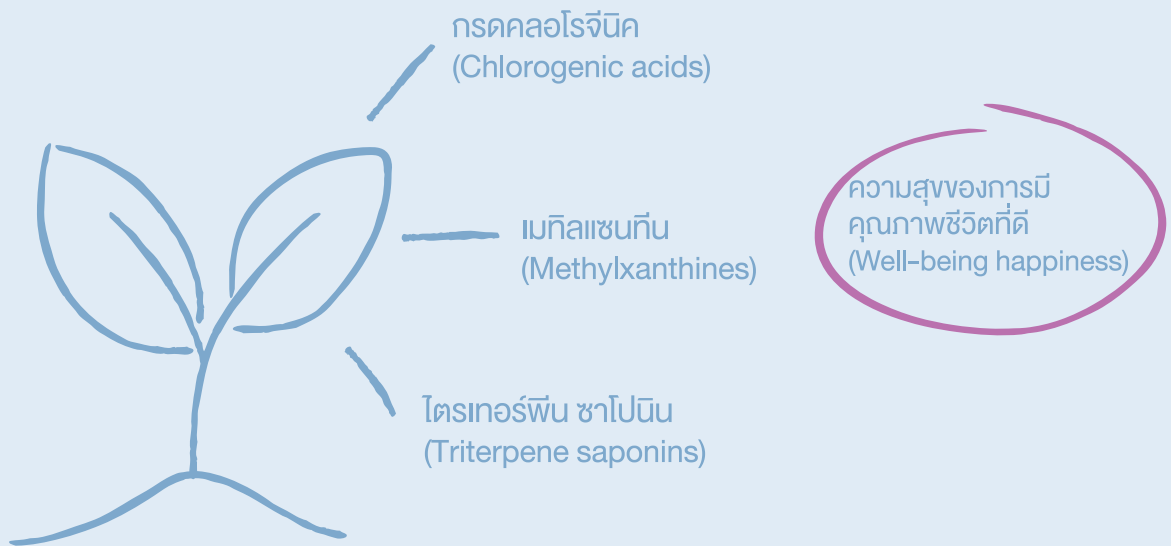 กรดคลอโรจีนิค
(Chlorogenic acids)
เมทิลแซนทีน
(Methylxanthines)
ไตรเทอร์พีน ซาโปนิน
(Triterpene saponins)
ความสุขของการมี
คุณภาพชีวิตที่ดี
(Well-being happiness)